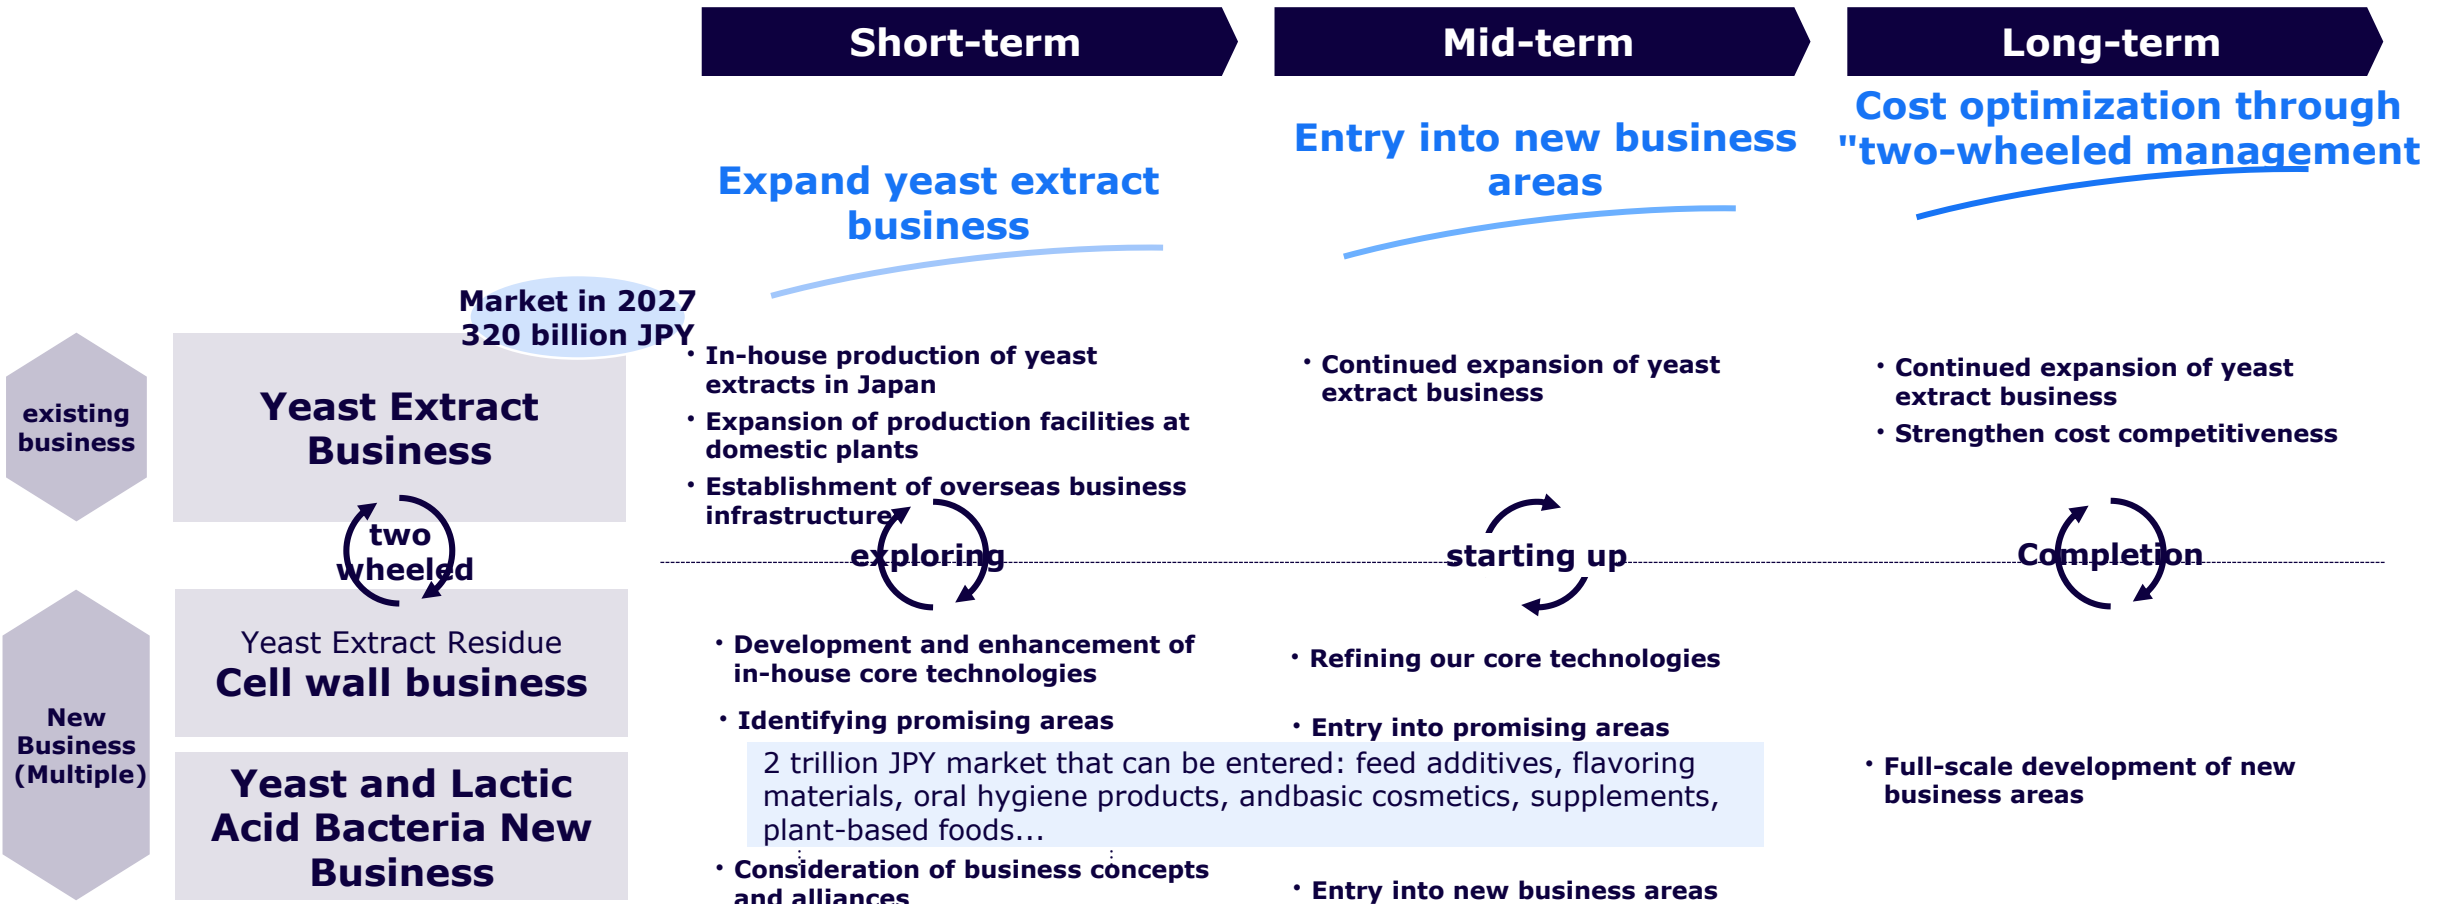 Short-term
Mid-term
Long-term
Expand yeast extract
business
Entry into new business
areas
Cost optimization through
"two-wheeled management
Market in 2027
320 billion JPY
existing
business
Yeast Extract
Business
・In-house production of yeast
extracts in Japan
・Expansion of production facilities at
domestic plants
・Establishment of overseas business
infrastructure
・Continued expansion of yeast
extract business
・Continued expansion of yeast
extract business
・Strengthen cost competitiveness
two
wheeled
exploring
starting up
Completion
New
Business
(Multiple)
Yeast Extract Residue
Cell wall business
Yeast and Lactic
Acid Bacteria New
Business
・Development and enhancement of
in-house core technologies
・Identifying promising areas
・Refining our core technologies
・Entry into promising areas
2 trillion JPY market that can be entered: feed additives, flavoring
materials, oral hygiene products, andbasic cosmetics, supplements,
plant-based foods...
・Consideration of business concepts
and alliances
・Entry into new business areas
・Full-scale development of new
business areas